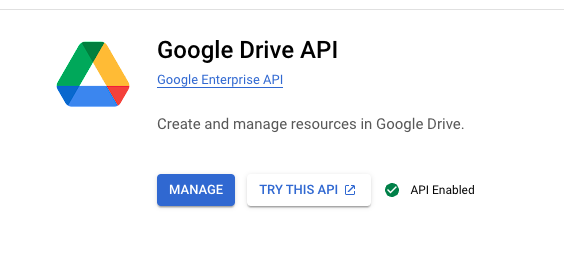 Google Drive API
Google Enterprise API
Create and manage resources in Google Drive.
MANAGE
TRY THIS API
API Enabled